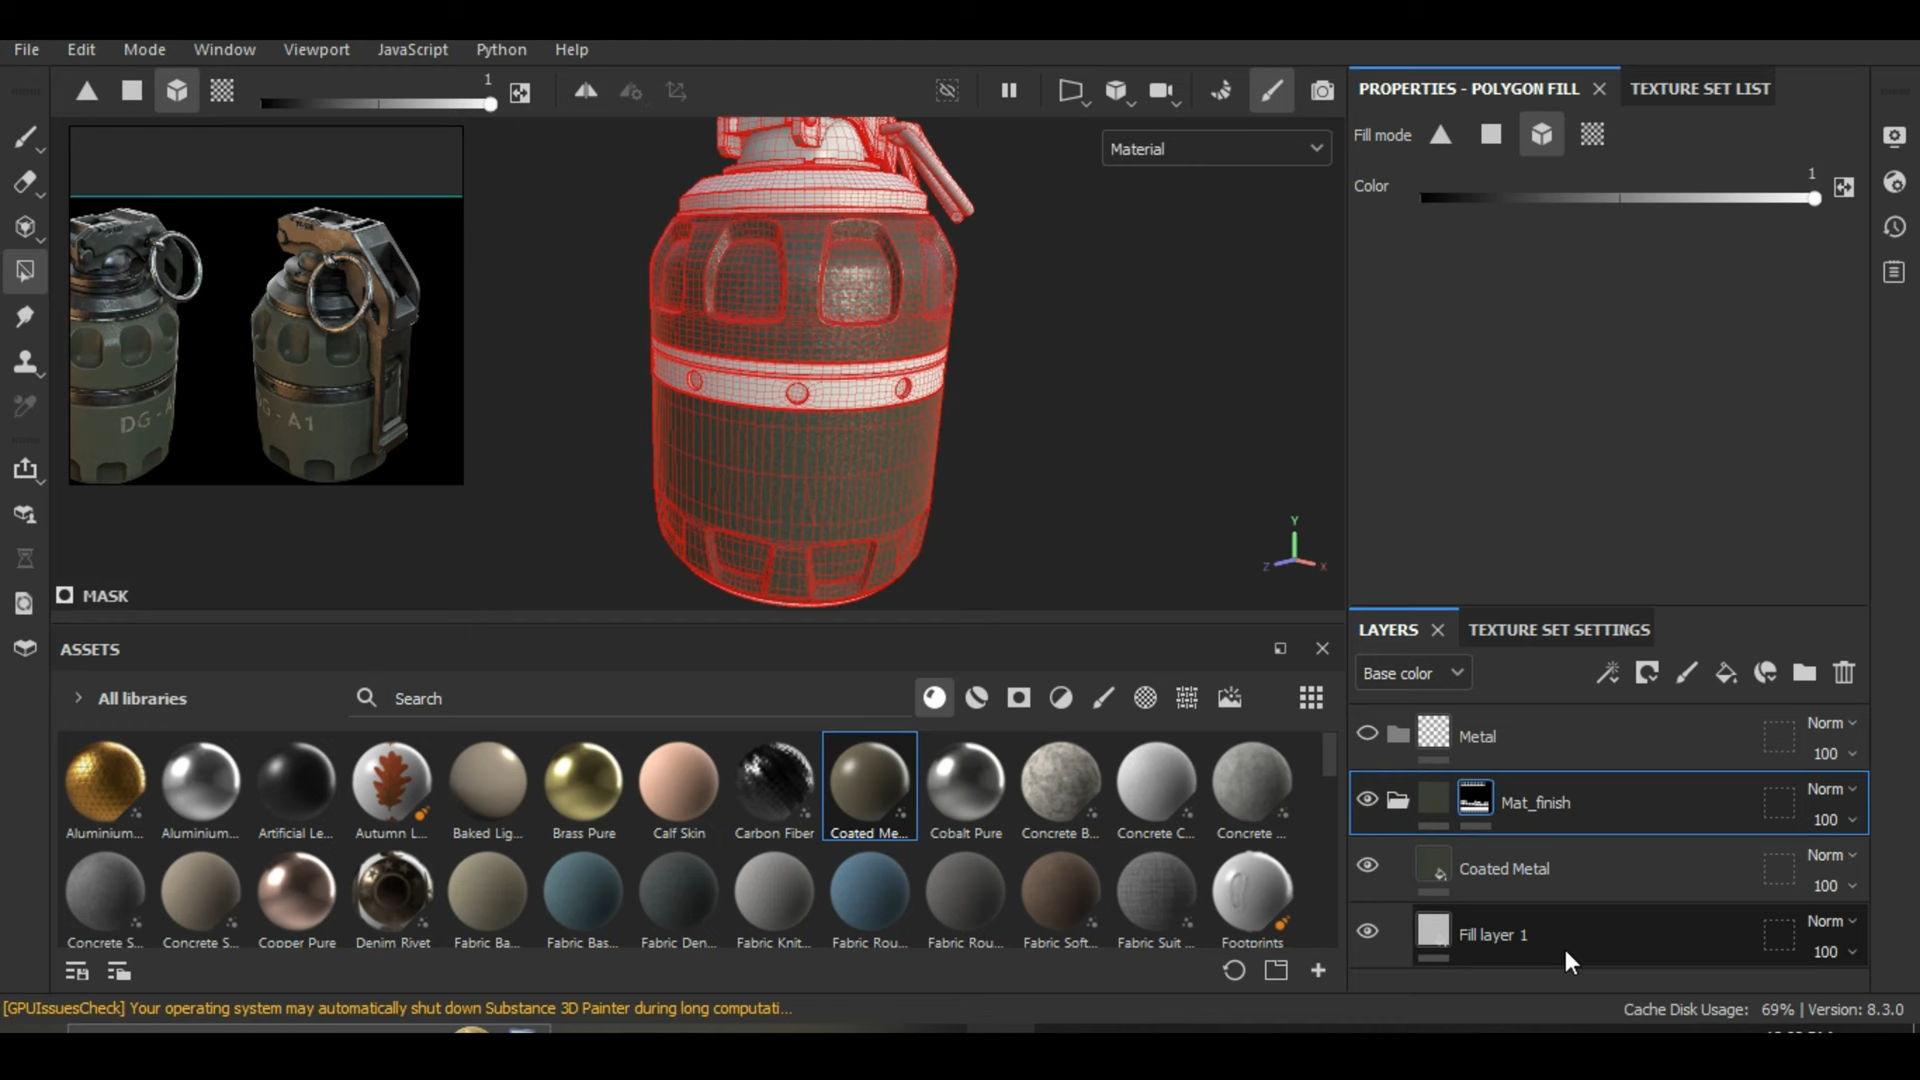 File Edit Mode Window Viewport JavaScript Python Help
1
PROPERTIES - POLYGON FILL
TEXTURE SET LIST
Fill mode
Color
1
Material
DG - A
DG - A1
Y
Z
X
MASK
ASSETS
All libraries
Search
Aluminium...
Aluminium...
Artificial Le...
Autumn L...
Baked Lig...
Brass Pure
Calf Skin
Carbon Fiber
Coated Me...
Cobalt Pure
Concrete B...
Concrete C...
Concrete ...
Concrete S...
Concrete S...
Copper Pure
Denim Rivet
Fabric Ba...
Fabric Bas...
Fabric Den...
Fabric Knit...
Fabric Rou...
Fabric Rou...
Fabric Soft...
Fabric Suit ...
Footprints
LAYERS
TEXTURE SET SETTINGS
Base color
Metal
Norm
100
Mat_finish
Norm
100
Coated Metal
Norm
100
Fill layer 1
Norm
100
[GPUIssuesCheck] Your operating system may automatically shut down Substance 3D Painter during long computati...
Cache Disk Usage: 69% | Version: 8.3.0